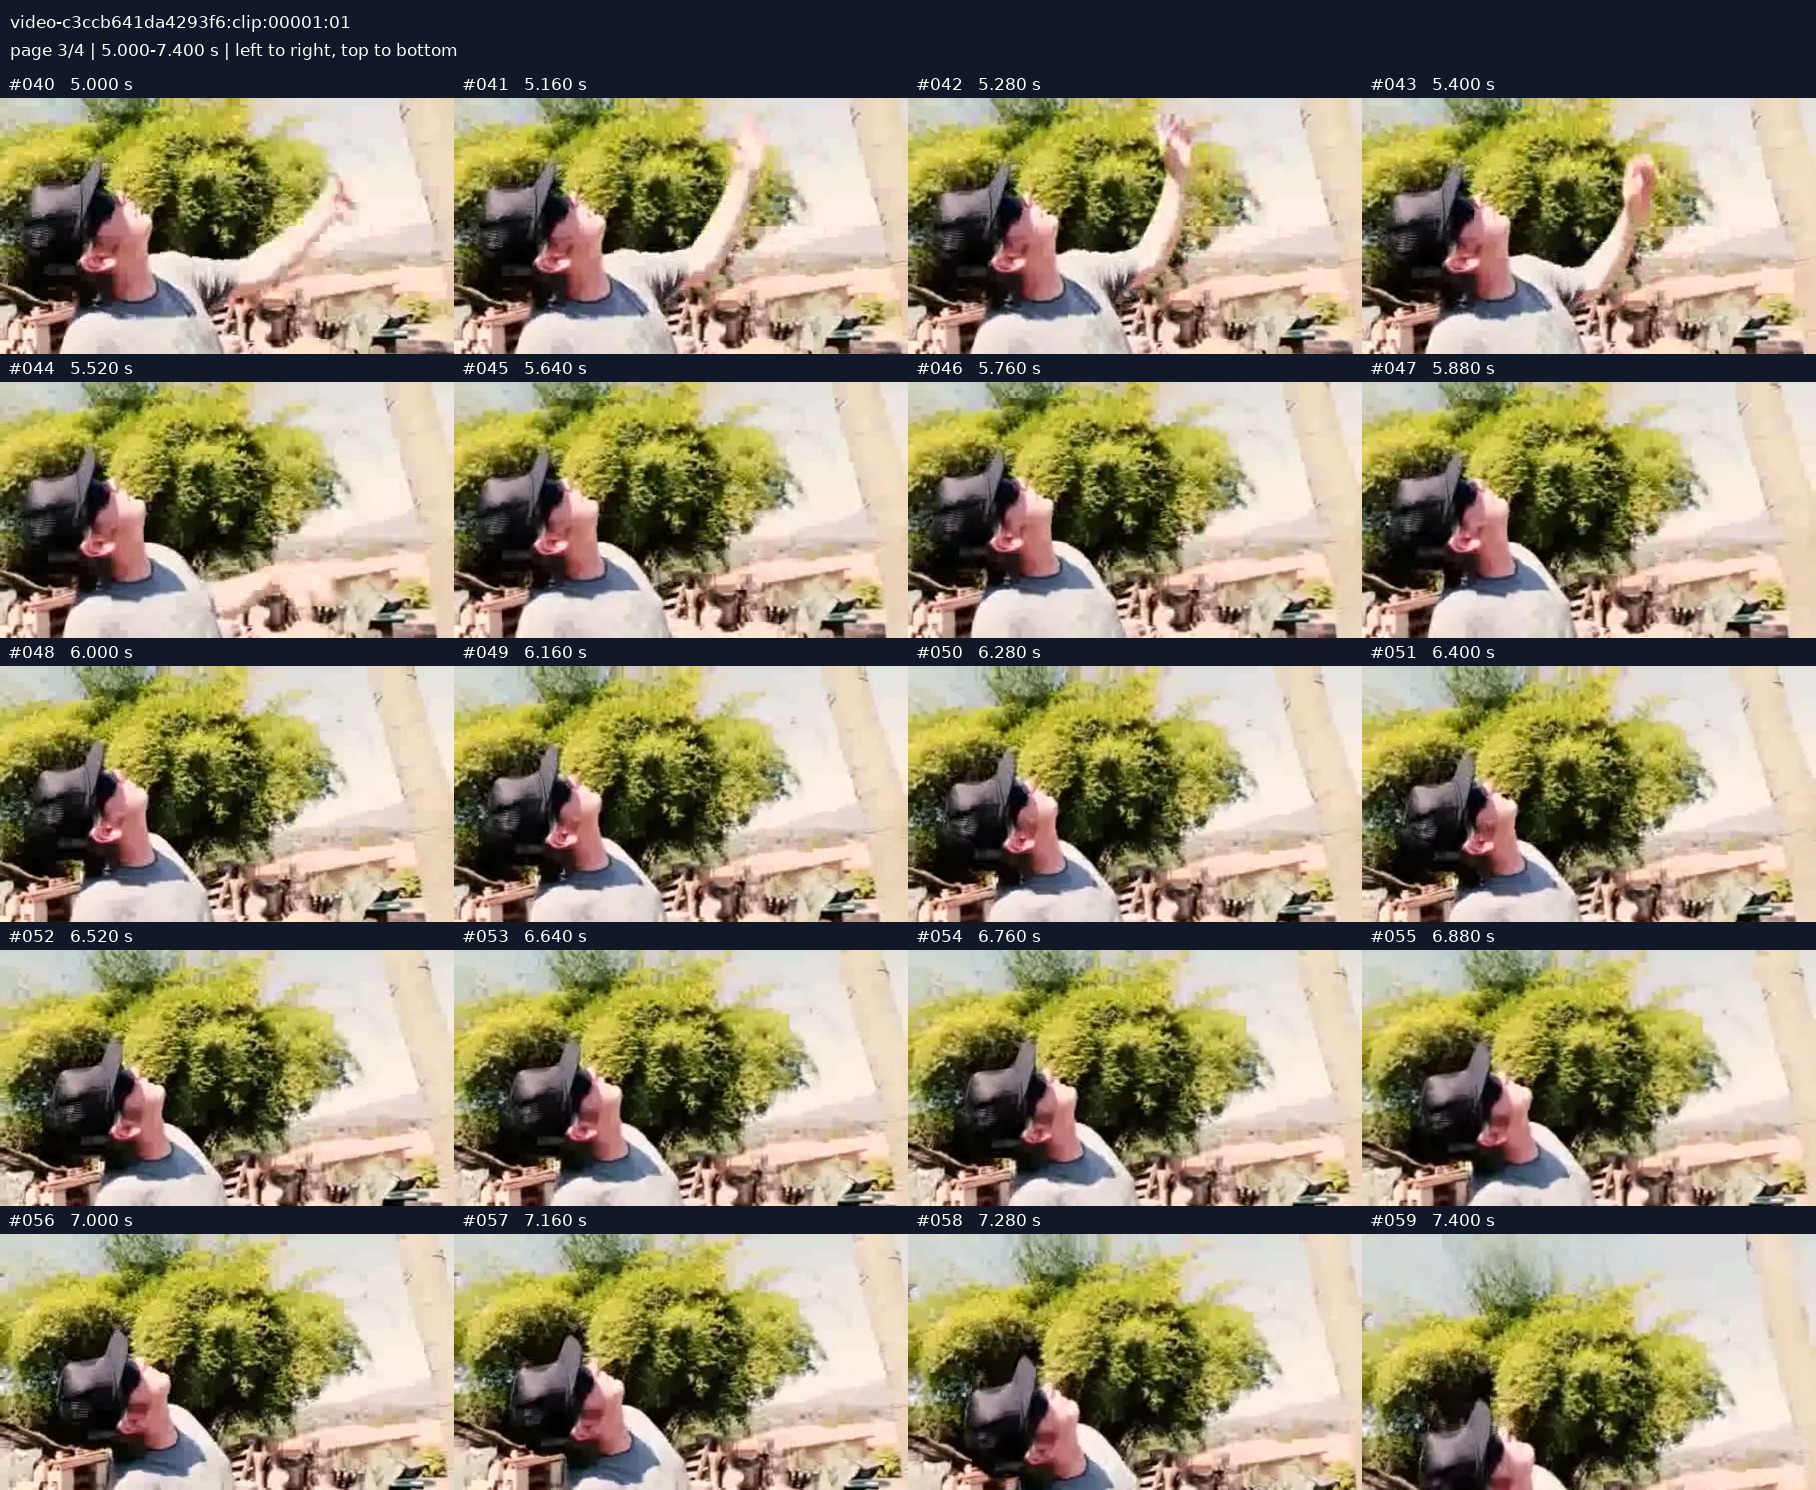 video-c3ccb641da4293f6:clip:00001:01
page 3/4 | 5.000-7.400 s | left to right, top to bottom
#040 5.000 s
#041 5.160 s
#042 5.280 s
#043 5.400 s
#044 5.520 s
#045 5.640 s
#046 5.760 s
#047 5.880 s
#048 6.000 s
#049 6.160 s
#050 6.280 s
#051 6.400 s
#052 6.520 s
#053 6.640 s
#054 6.760 s
#055 6.880 s
#056 7.000 s
#057 7.160 s
#058 7.280 s
#059 7.400 s